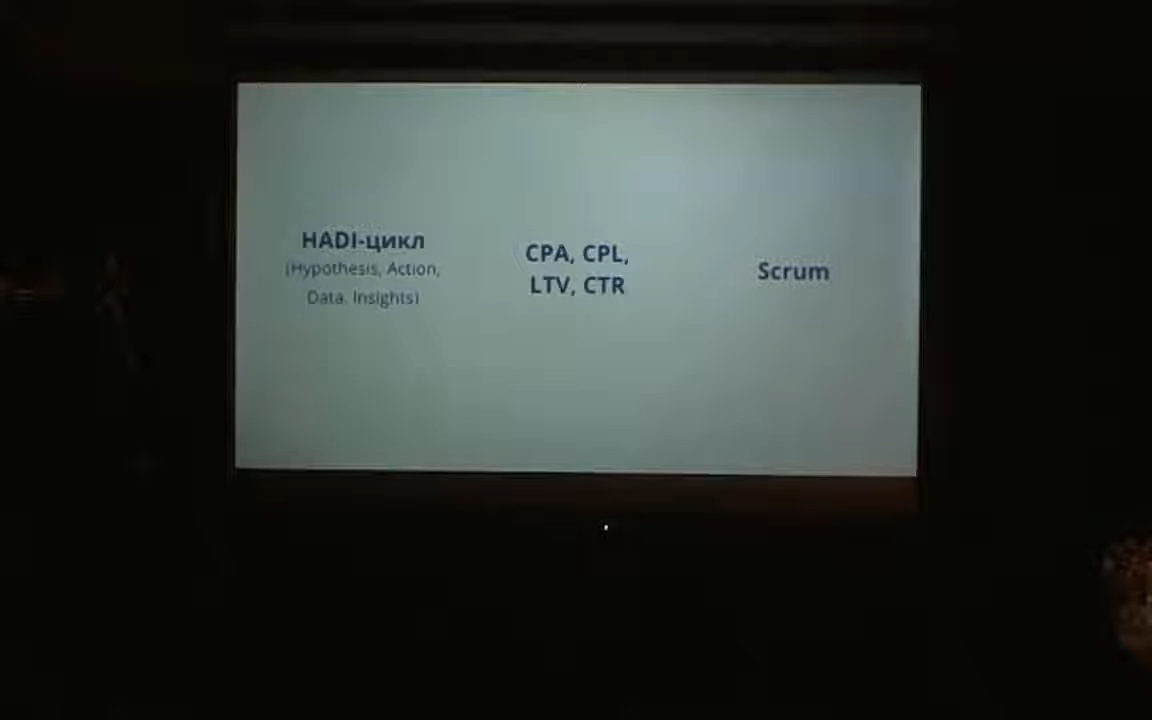 HADI-цикл
(Hypothesis, Action,
Data, Insights)
CPA, CPL,
LTV, CTR
Scrum